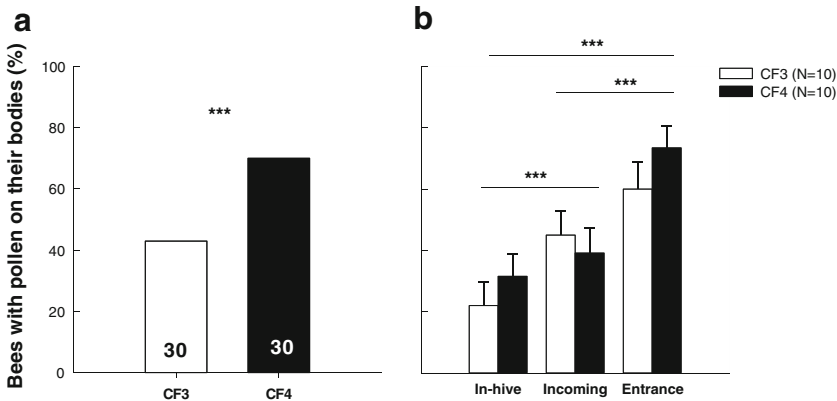 a
b
Bees with pollen on their bodies (%)
100
80
60
40
20
0
***
30
30
CF3
CF4
***
***
***
CF3 (N=10)
CF4 (N=10)
In-hive
Incoming
Entrance